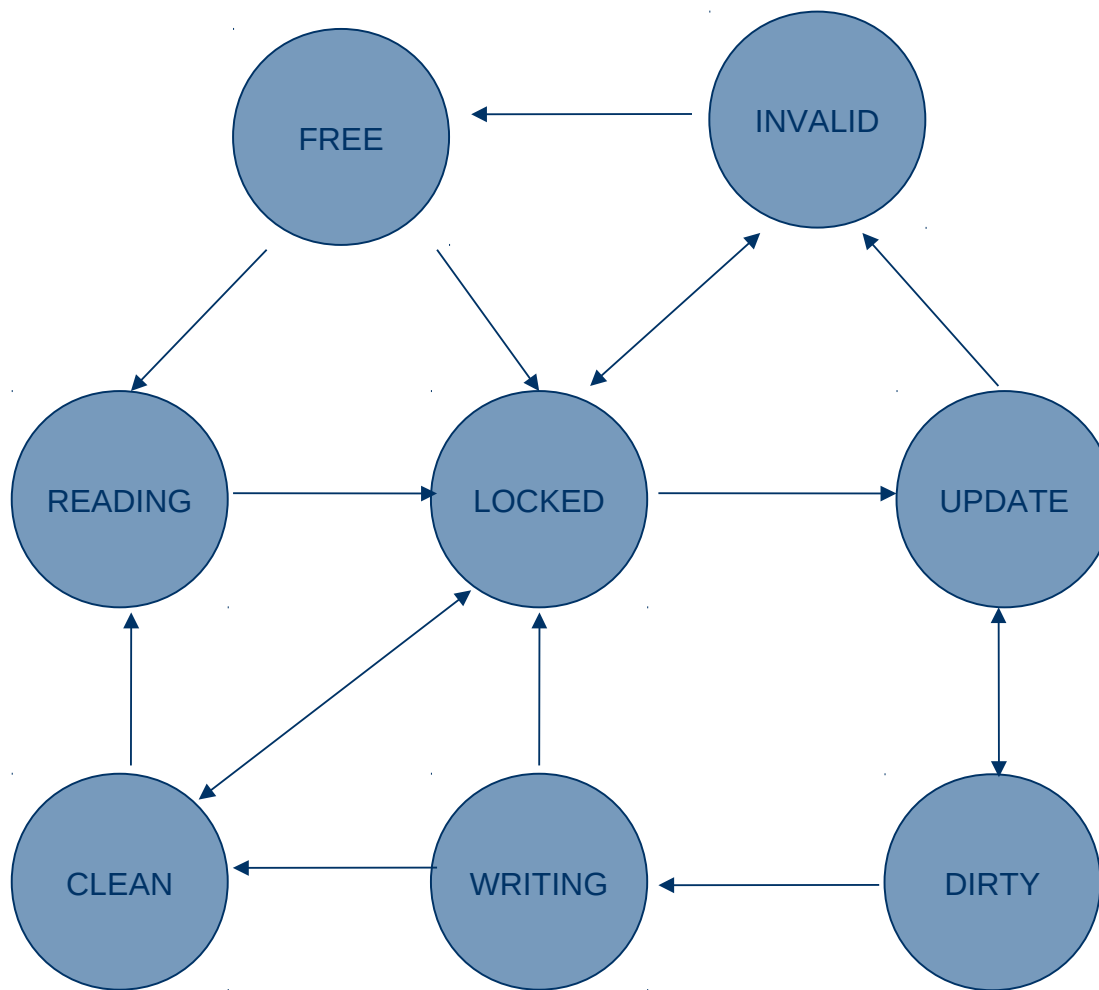 FREE
INVALID
READING
LOCKED
UPDATE
CLEAN
WRITING
DIRTY